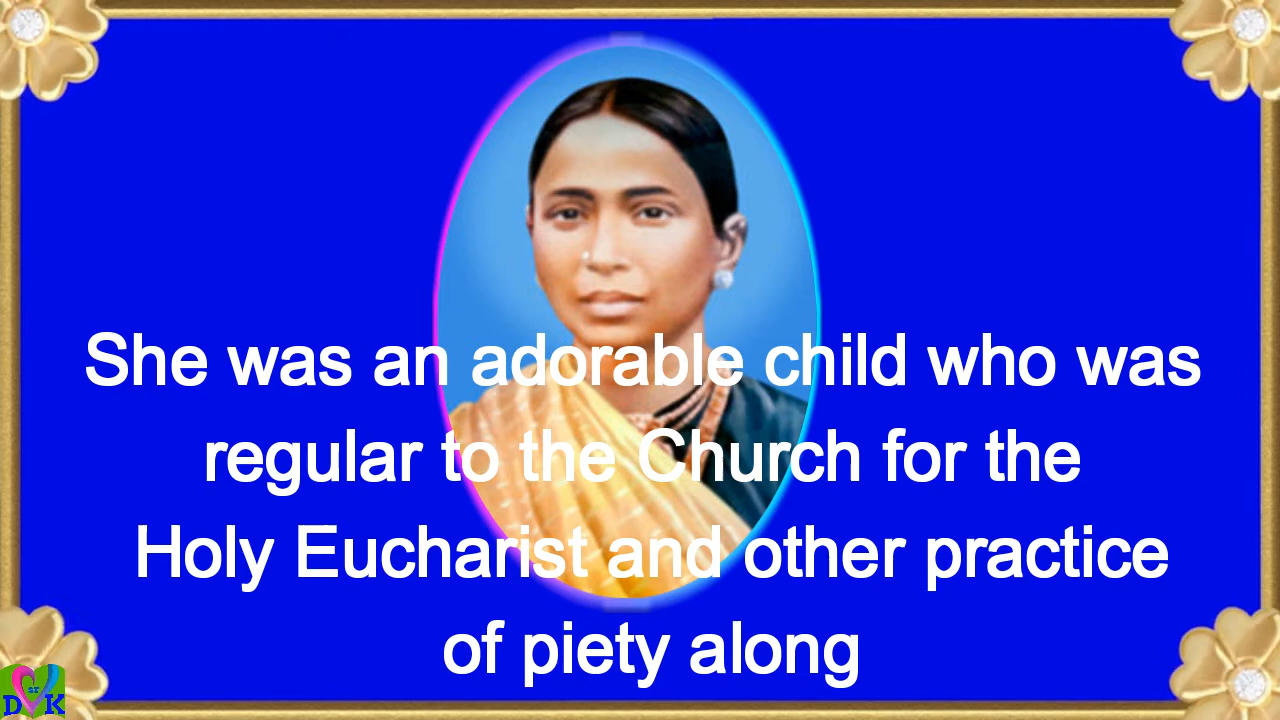 She was an adorable child who was
regular to the Church for the
Holy Eucharist and other practice
of piety along
D ST K